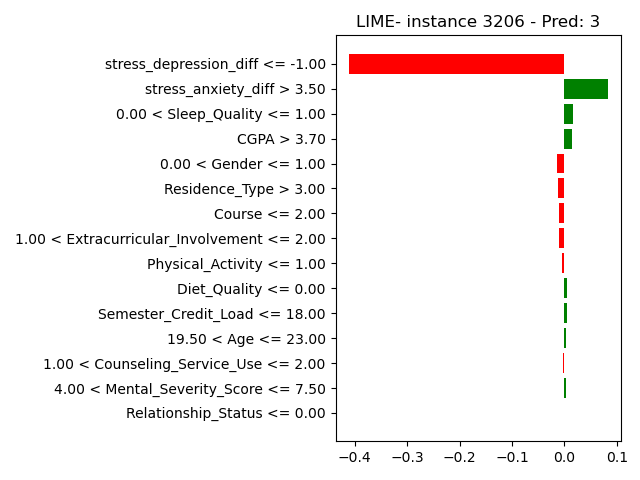 LIME- instance 3206 - Pred: 3
stress_depression_diff <= -1.00
stress_anxiety_diff > 3.50
0.00 < Sleep_Quality <= 1.00
CGPA > 3.70
0.00 < Gender <= 1.00
Residence_Type > 3.00
Course <= 2.00
1.00 < Extracurricular_Involvement <= 2.00
Physical_Activity <= 1.00
Diet_Quality <= 0.00
Semester_Credit_Load <= 18.00
19.50 < Age <= 23.00
1.00 < Counseling_Service_Use <= 2.00
4.00 < Mental_Severity_Score <= 7.50
Relationship_Status <= 0.00
−0.4 −0.3 −0.2 −0.1 0.0 0.1